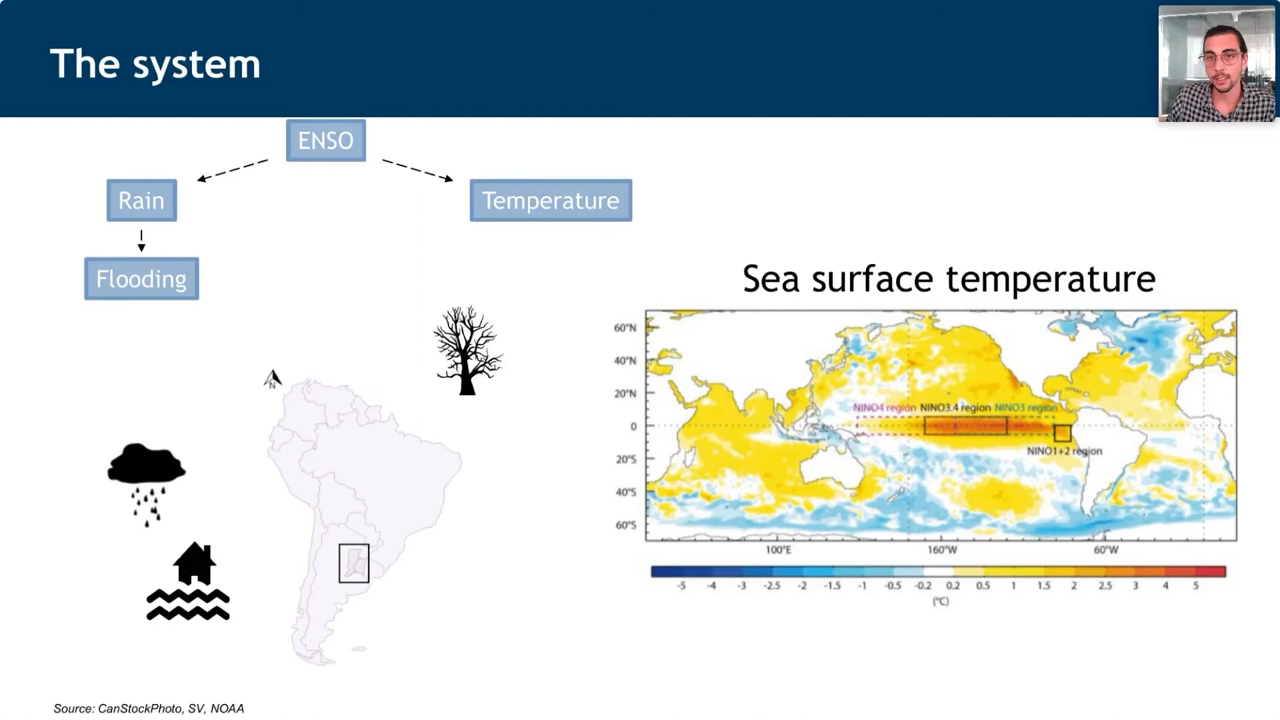 The system
ENSO
Rain
Temperature
Flooding
Sea surface temperature
N
60°N
40°N
20°N
0
20°S
40°S
60°S
NINO4 region NINO3.4 region NINO3 region
NINO1+2 region
100°E 160°W 60°W
-5 -4 -3 -2.5 -2 -1.5 -1 -0.5 -0.2 0.2 0.5 1 1.5 2 2.5 3 4 5
(°C)
Source: CanStockPhoto, SV, NOAA